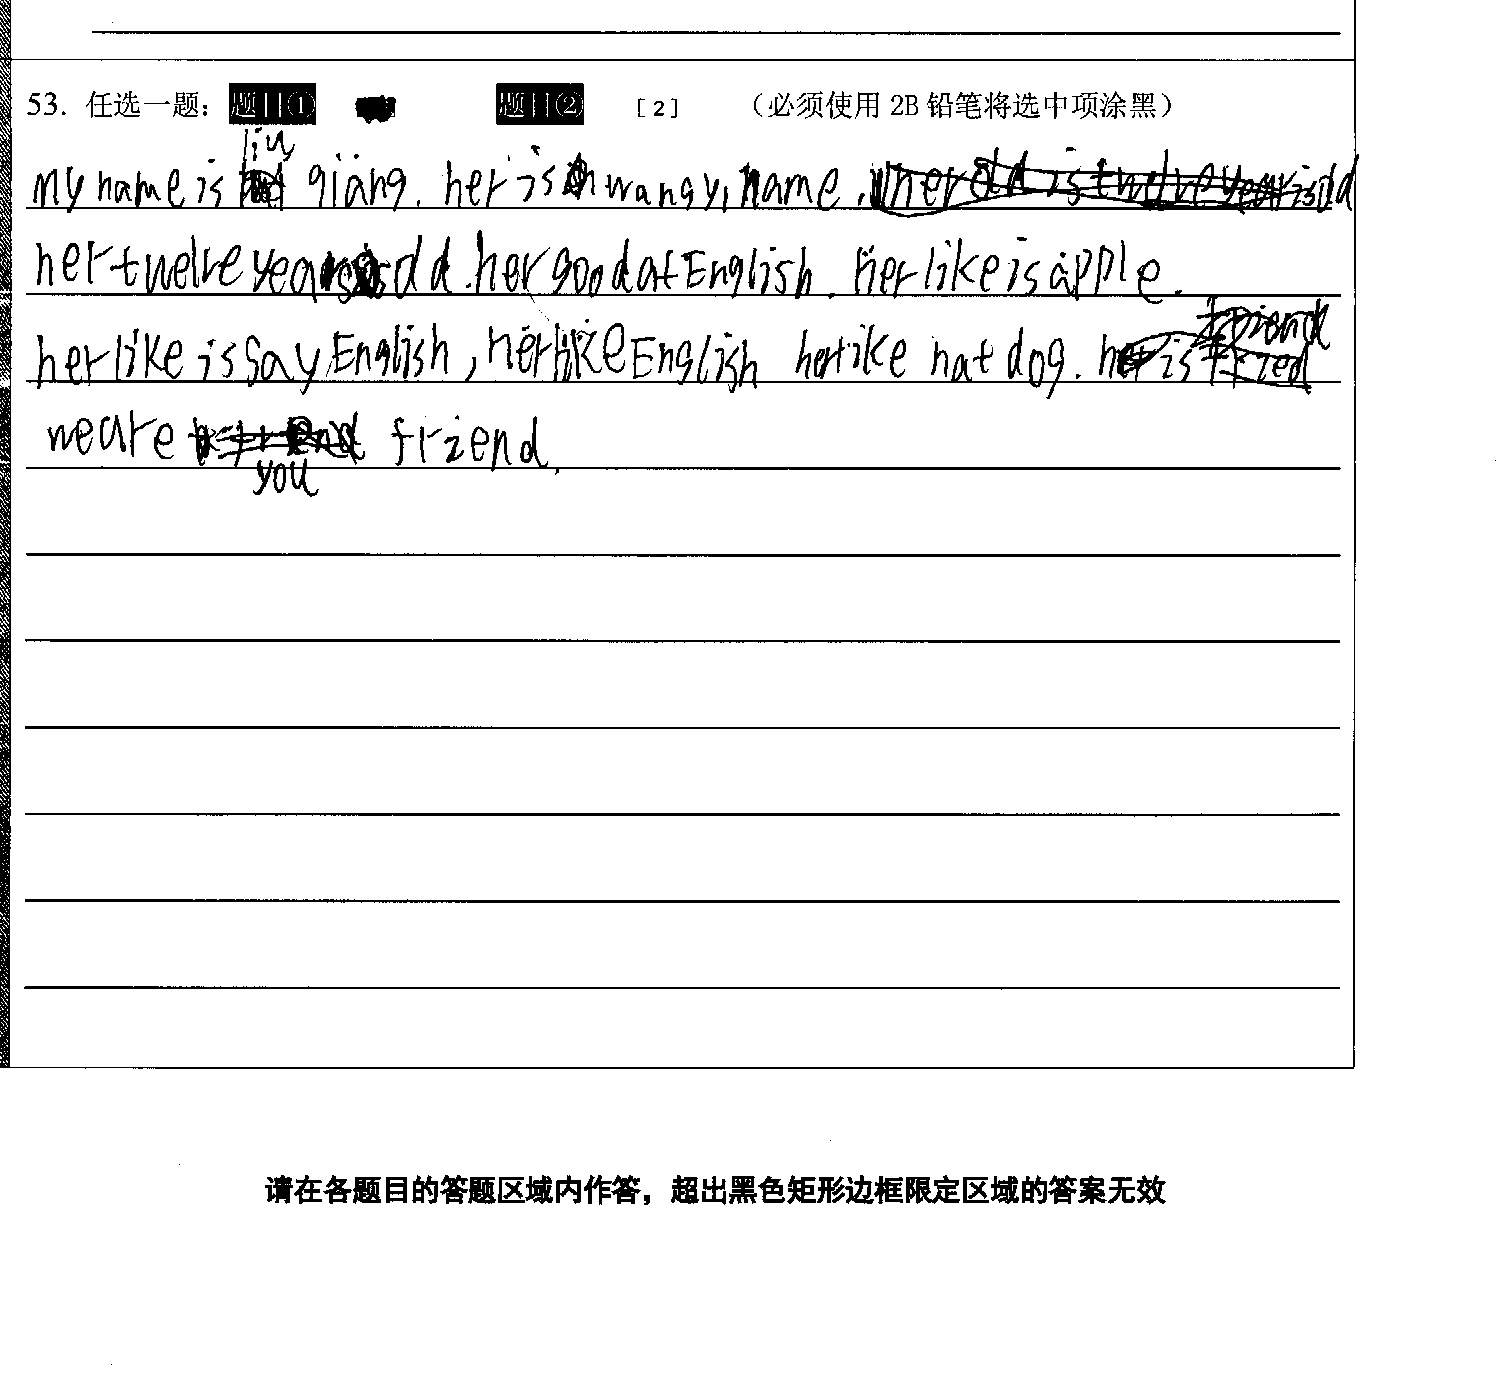 53. 任选一题： 题目① 题目② [2] （必须使用 2B 铅笔将选中项涂黑）
liu
my name is qiang. her is wangyi name.
her twelve years old. her good at English. her like is apple.
her like is say English, her like English her like hat dog. her is friend
we are friend.
you
请在各题目的答题区域内作答，超出黑色矩形边框限定区域的答案无效